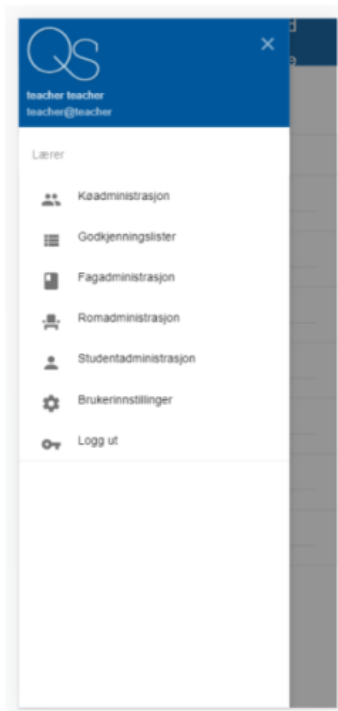 QS
teacher teacher
teacher@teacher
Lærer
Køadministrasjon
Godkjenningslister
Fagadministrasjon
Romadministrasjon
Studentadministrasjon
Brukerinnstillinger
Logg ut